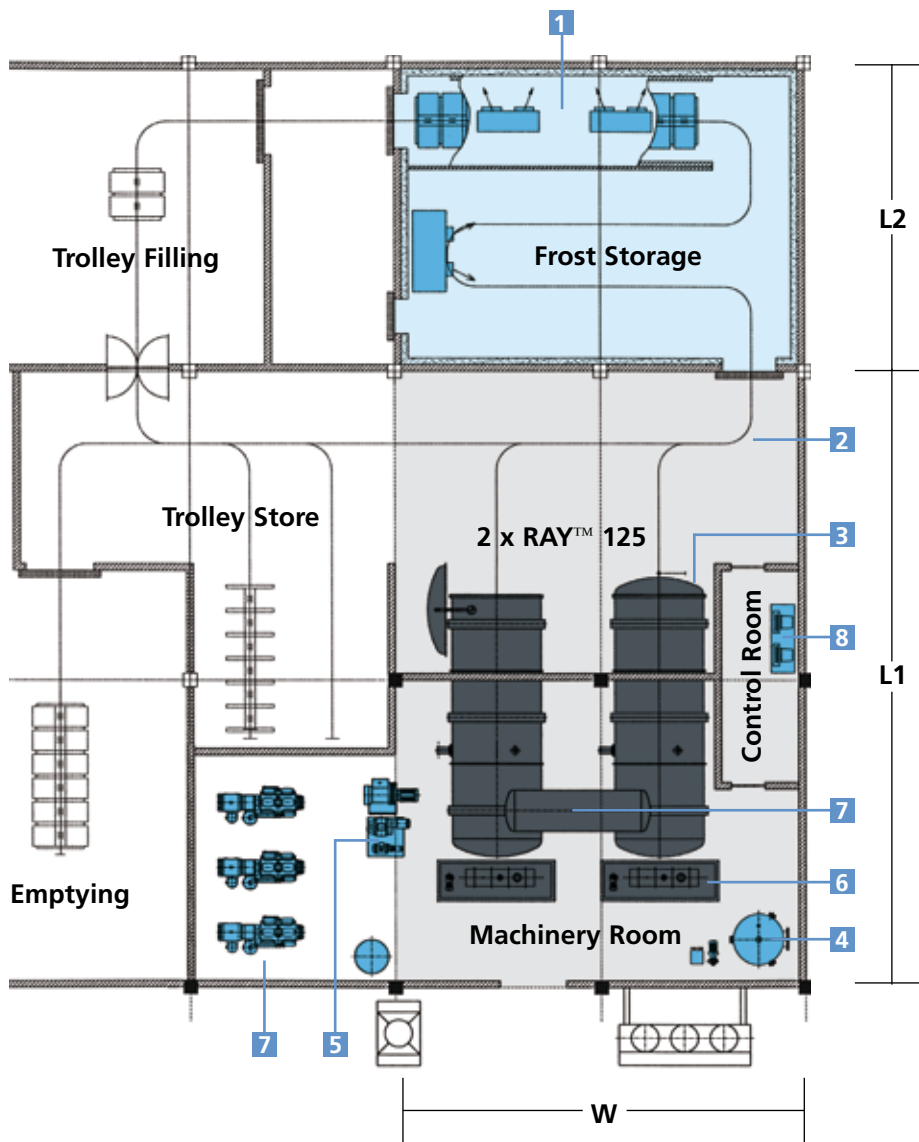 1
L2
Trolley Filling
Frost Storage
2
Trolley Store
2 x RAY™ 125
3
Control Room
8
L1
7
6
Emptying
Machinery Room
4
7
5
W